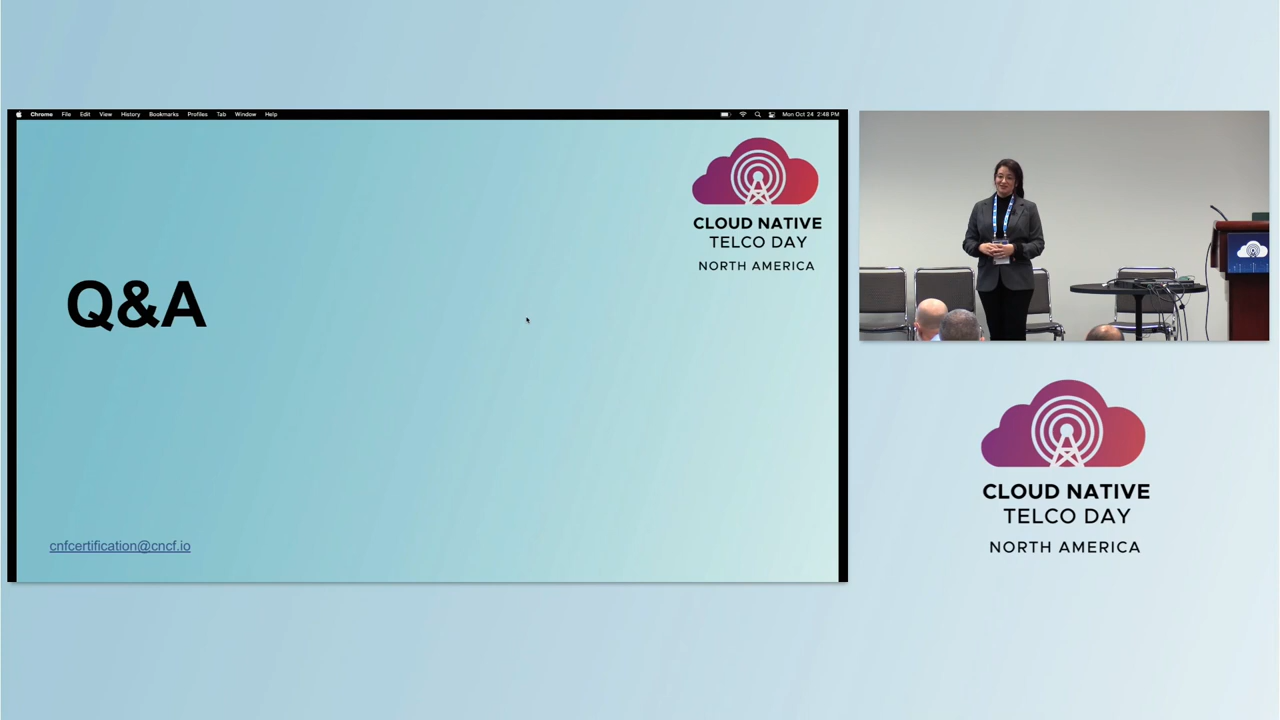 Chrome File Edit View History Bookmarks Profiles Tab Window Help
Mon Oct 24 2:48 PM
CLOUD NATIVE
TELCO DAY
NORTH AMERICA
Q&A
cnfcertification@cncf.io
CLOUD NATIVE
TELCO DAY
NORTH AMERICA